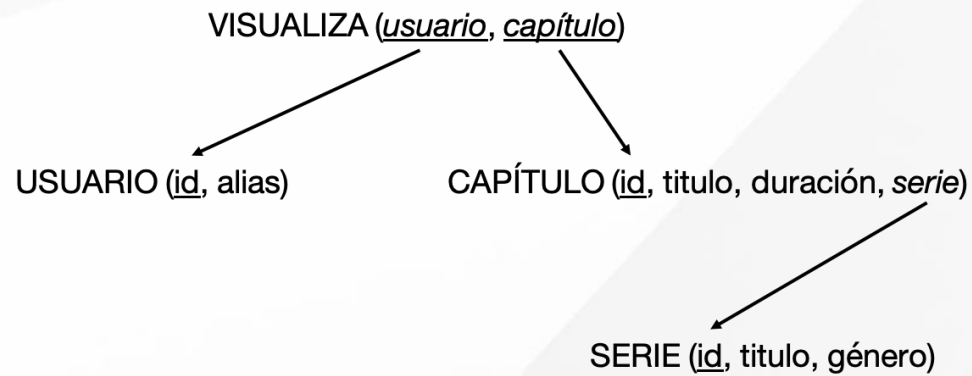 VISUALIZA (usuario, capítulo)
USUARIO (id, alias)
CAPÍTULO (id, titulo, duración, serie)
SERIE (id, titulo, género)